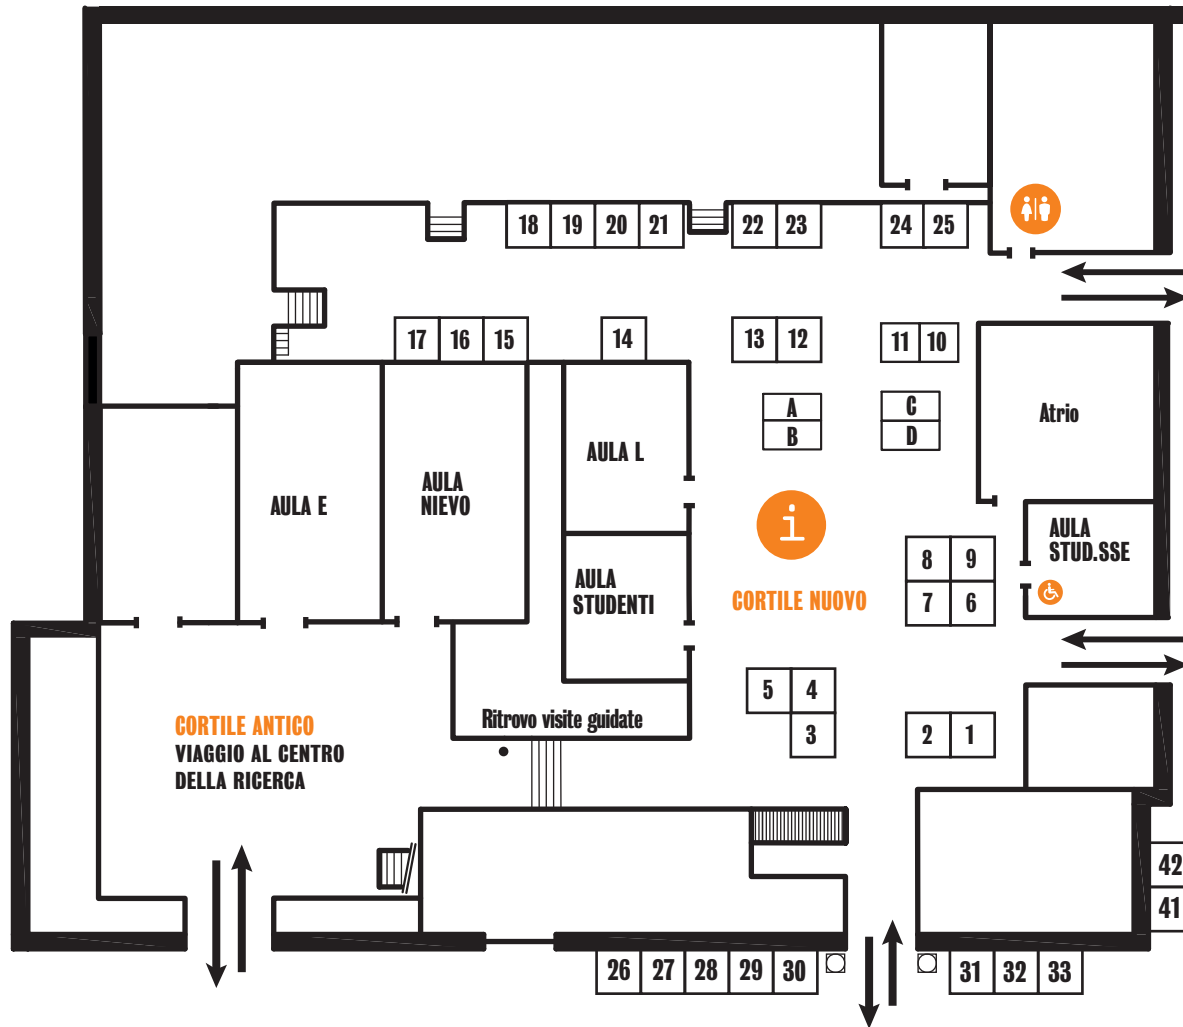 18 19 20 21 22 23 24 25
17 16 15 14 13 12 11 10
A C
B D
Atrio
AULA L
AULA
NIEVO
AULA E
i
AULA
STUD.SSE
8 9
AULA
STUDENTI
CORTILE NUOVO
7 6
5 4
Ritrovo visite guidate
3 2 1
CORTILE ANTICO
VIAGGIO AL CENTRO
DELLA RICERCA
42
41
26 27 28 29 30 31 32 33